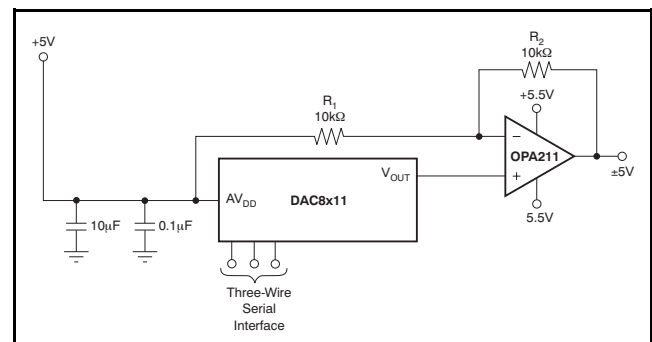 +5V
R2
10kΩ
R1
10kΩ
+5.5V
−
OPA211
+
±5V
5.5V
VOUT
AVDD
DAC8x11
10μF
0.1μF
Three-Wire
Serial
Interface